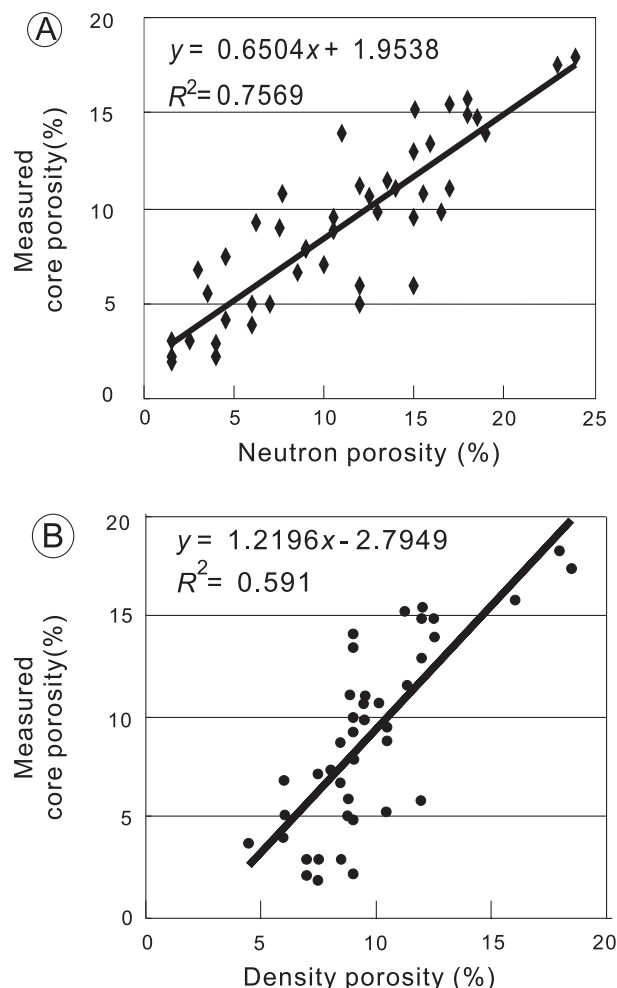 A
y = 0.6504x + 1.9538
R²=0.7569
20
15
10
5
0
Measured
core porosity(%)
0 5 10 15 20 25
Neutron porosity (%)
B
y = 1.2196x - 2.7949
R²= 0.591
20
15
10
5
0
Measured
core porosity(%)
0 5 10 15 20
Density porosity (%)